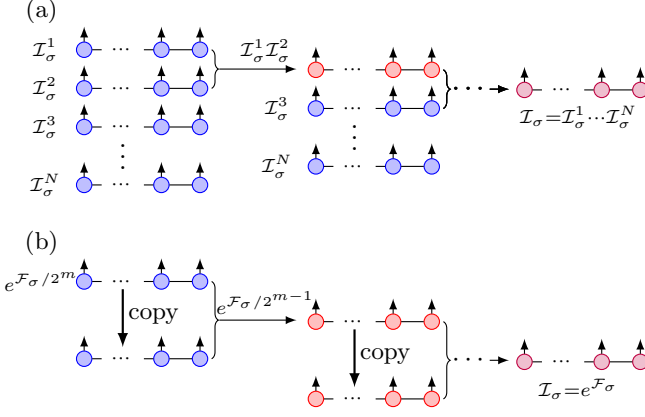 (a)
𝓘_σ^1 ··· 𝓘_σ^1𝓘_σ^2 ··· ···
𝓘_σ^2 ··· 𝓘_σ^3 ··· ··· 𝓘_σ=𝓘_σ^1···𝓘_σ^N
𝓘_σ^3 ···
𝓘_σ^N ··· 𝓘_σ^N ···
(b)
e^{𝓕_σ/2^m} ··· e^{𝓕_σ/2^{m−1}}
copy ···
··· copy ··· ···
··· 𝓘_σ=e^{𝓕_σ}